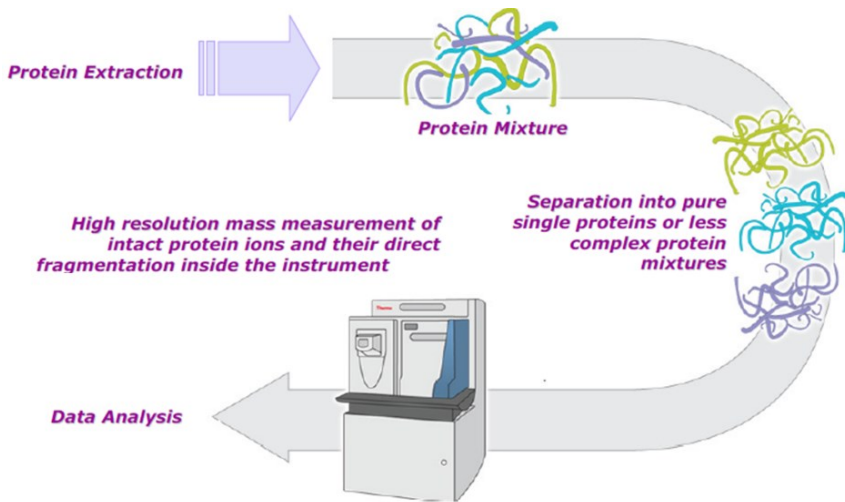 Protein Extraction
Protein Mixture
Separation into pure
single proteins or less
complex protein
mixtures
High resolution mass measurement of
intact protein ions and their direct
fragmentation inside the instrument
Thermo
Data Analysis